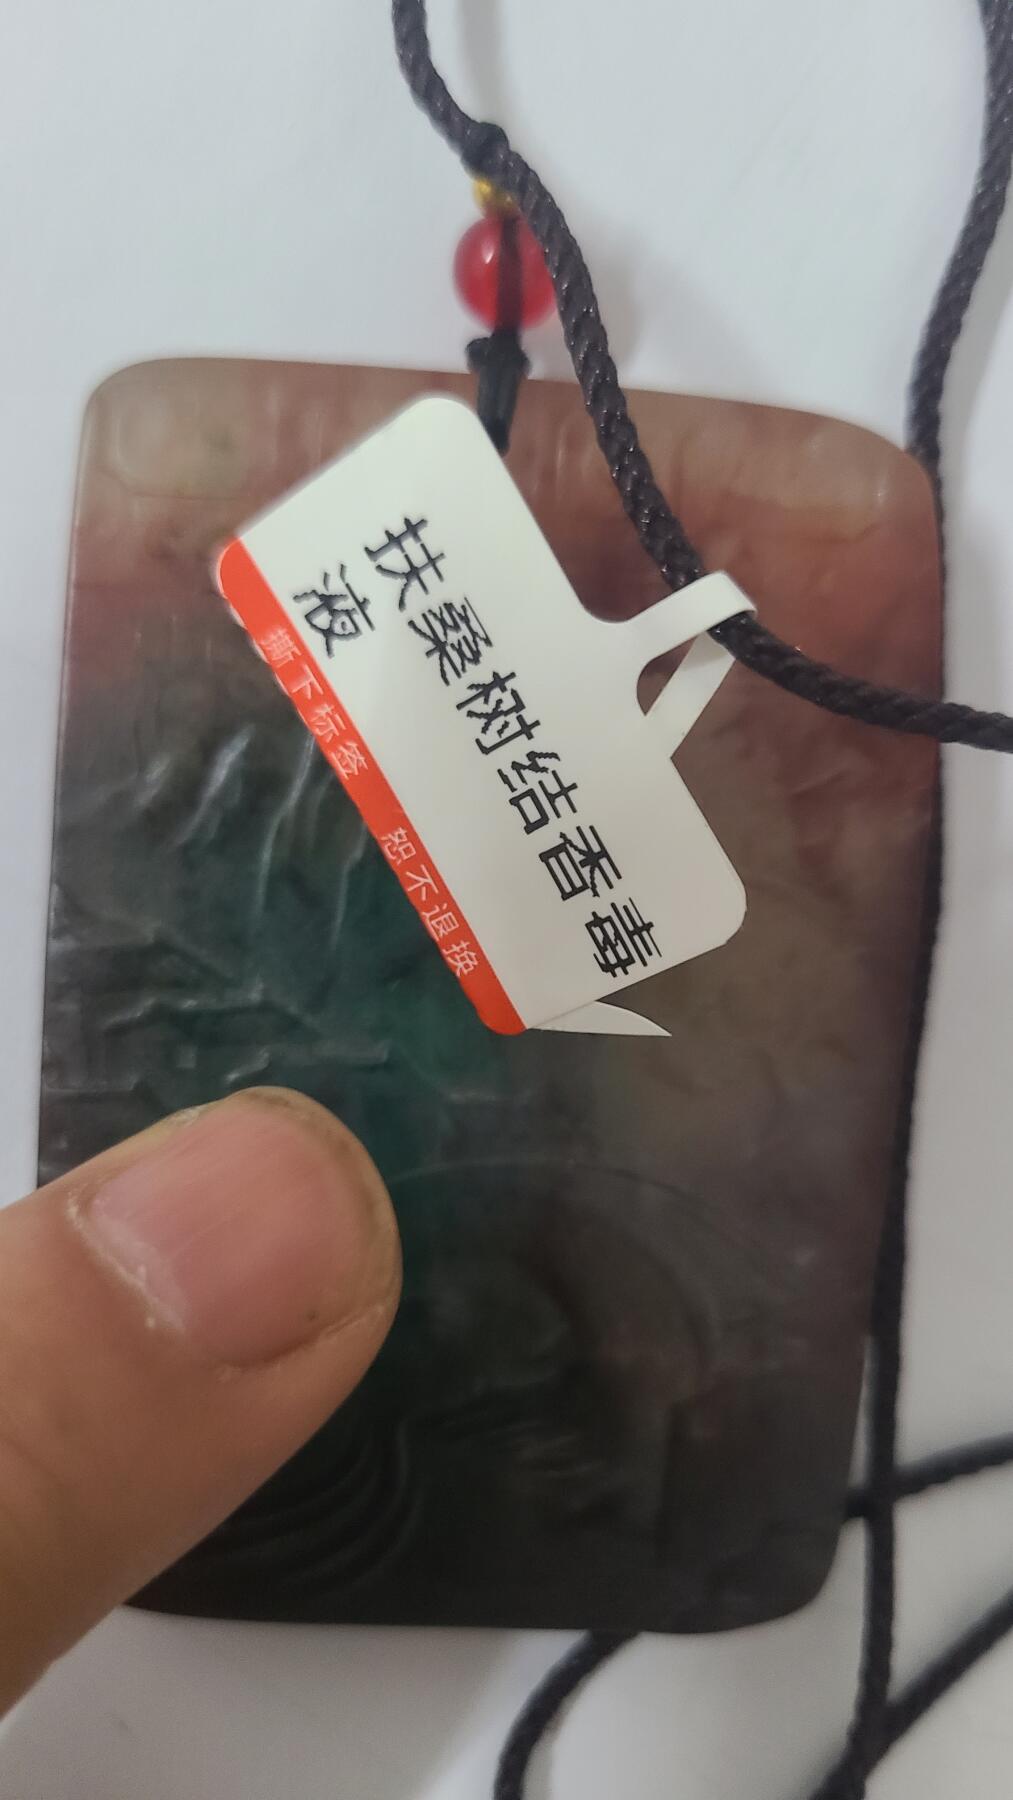 扶桑树结香毒
液
撕下标签 恕不退换